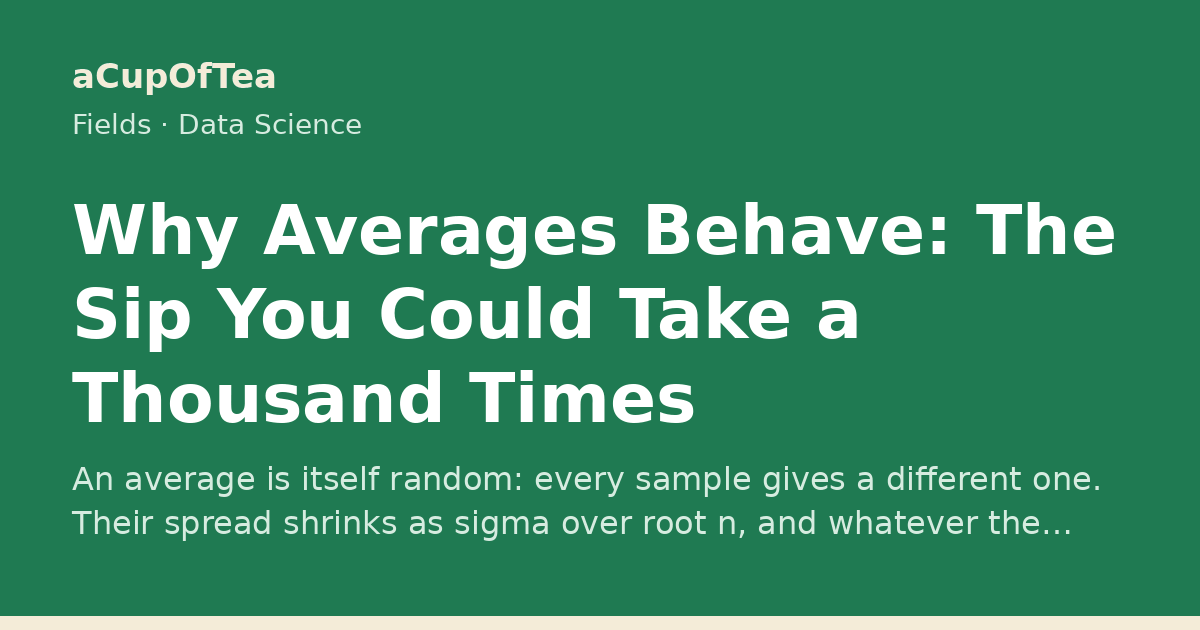 aCupOfTea
Fields · Data Science
Why Averages Behave: The
Sip You Could Take a
Thousand Times
An average is itself random: every sample gives a different one.
Their spread shrinks as sigma over root n, and whatever the…